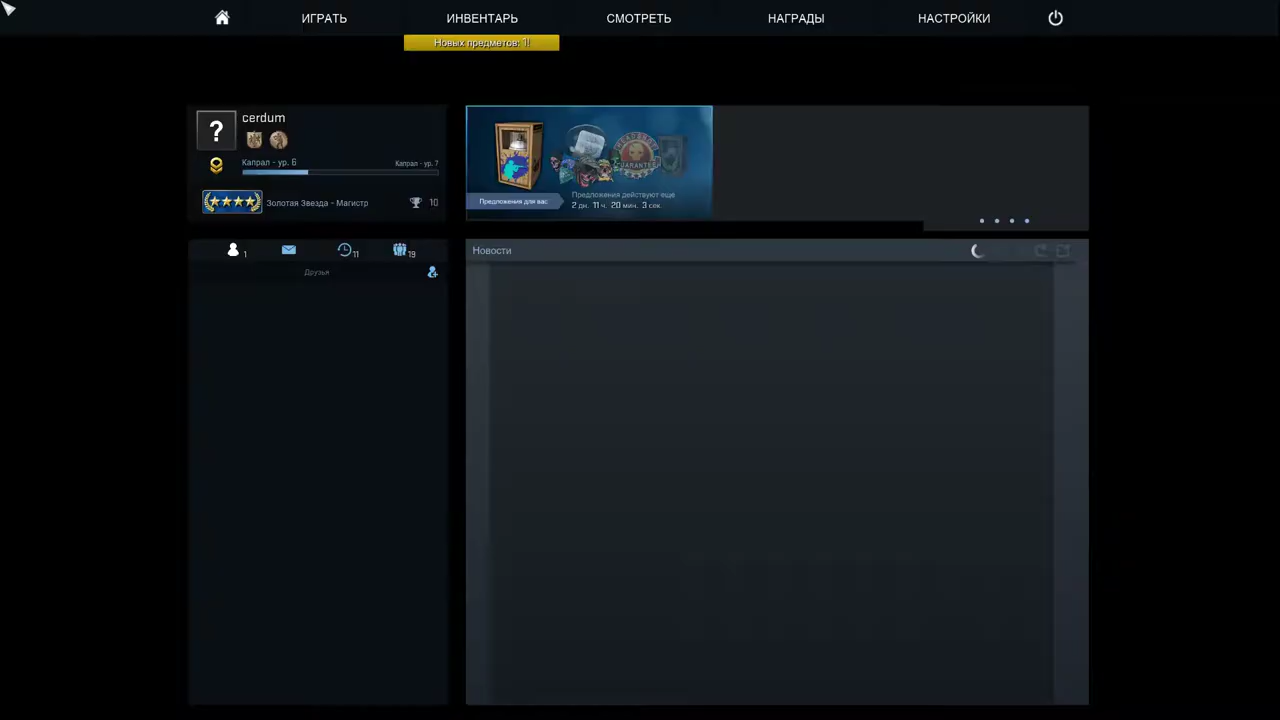 ИГРАТЬ
ИНВЕНТАРЬ
СМОТРЕТЬ
НАГРАДЫ
НАСТРОЙКИ
Новых предметов: 1!
?
cerdum
Капрал - ур. 6
Капрал - ур. 7
Золотая Звезда – Магистр
10
Предложения для вас
Предложения действуют еще
2 дн. 11 ч. 20 мин. 3 сек.
1
11
19
Друзья
Новости